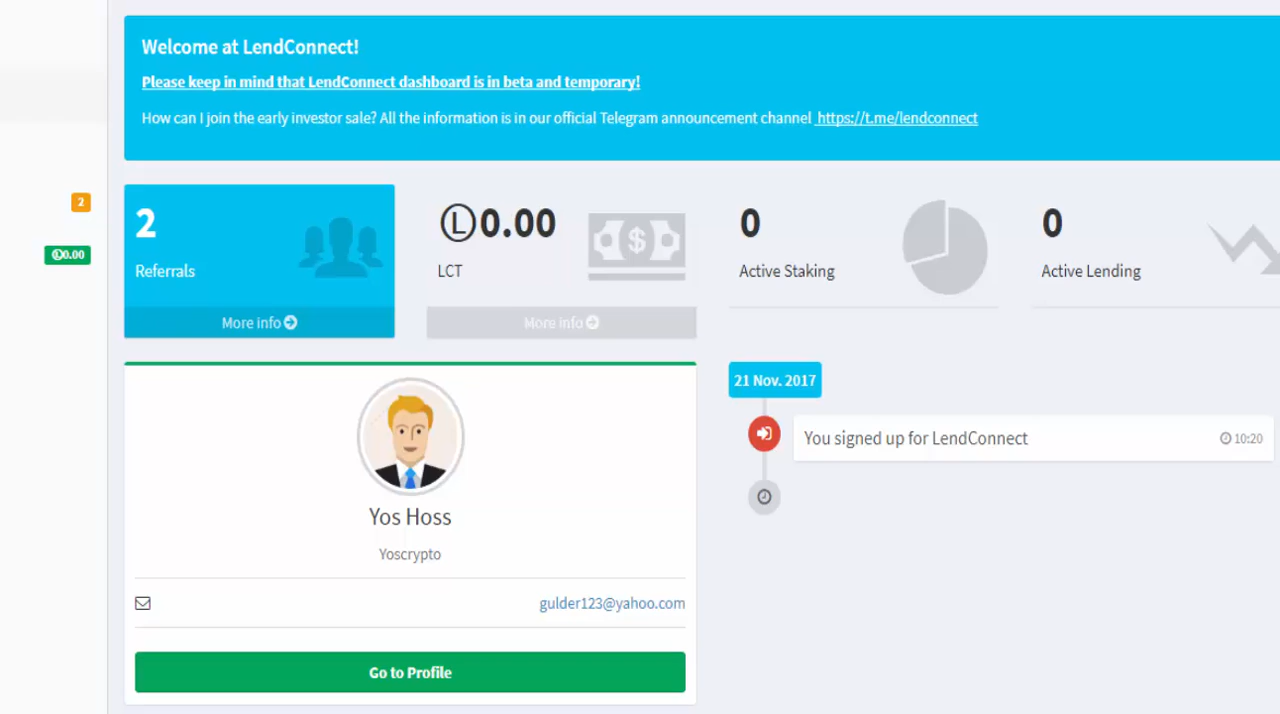 Welcome at LendConnect!
Please keep in mind that LendConnect dashboard is in beta and temporary!
How can I join the early investor sale? All the information is in our official Telegram announcement channel https://t.me/lendconnect
2
Ⓛ0.00
2
Referrals
More info
Ⓛ0.00
LCT
More info
0
Active Staking
0
Active Lending
21 Nov. 2017
You signed up for LendConnect
10:20
Yos Hoss
Yoscrypto
gulder123@yahoo.com
Go to Profile